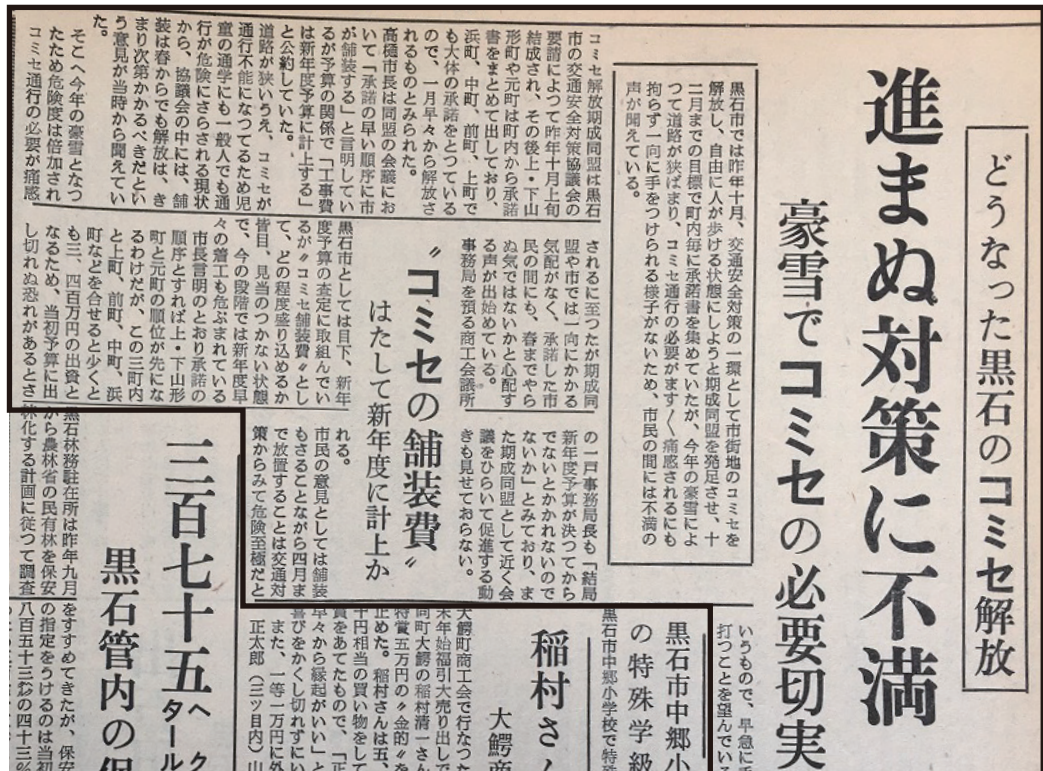 どうなった黒石のコミセ解放
進まぬ対策に不満
豪雪でコミセの必要切実
黒石市では昨年十月、交通安全対策の一環として市街地のコミセを
解放し、自由に人が歩ける状態にしようと期成同盟を発足させ、十
二月までの目標で町内毎に承諾書を集めていたが、今年の豪雪によ
つて道路が狭ばまり、コミセ通行の必要がます〱痛感されるにも
拘らず一向に手をつけられる様子がないため、市民の間には不満の
声が聞えている。
コミセ解放期成同盟は黒石
市の交通安全対策協議会の
要請によつて昨年十月上旬
結成され、その後上・下山
形町や元町は町内から承諾
書をまとめて出しており、
浜町、中町、前町、上町で
も大体の承諾をとつている
ので、一月早々から解放さ
れるものとみられた。
高樋市長は同盟の会議にお
いて「承諾の早い順序に市
が舗装する」と言明してい
るが予算の関係で「工事費
は新年度予算に計上する」
と公約していた。
道路が狭いうえ、コミセが
通行不能になつてるため児
童の通学にも一般人でも通
行が危険にさらされる現状
から、協議会の中には、舗
装は春からでも解放は、き
まり次第かかるべきだとい
う意見が当時から聞えてい
た。
そこへ今年の豪雪となつ
たため危険度は倍加され
コミセ通行の必要が痛感
されるに至つたが期成同
盟や市では一向にかかる
気配がなく、承諾した市
民の間にも、春までやら
ぬ気ではないかと心配す
る声が出始めている。
事務局を預る商工会議所
の一戸事務局長も「結局
新年度予算が決つてから
でないとかかれないので
ないか」とみており、ま
た期成同盟として近く会
議をひらいて促進する動
きも見せておらない。
〝コミセの舗装費〟
はたして新年度に計上か
黒石市としては目下、新年
度予算の査定に取組んでい
るが〝コミセ舗装費〟とし
て、どの程度盛り込めるか
皆目、見当のつかない状態
で、今の段階では新年度早
々の着工も危ぶまれている
市長言明のとおり承諾の
順序とすれば上・下山形
町と元町の順位が先にな
るわけだが、この三町内
と上町、前町、中町、浜
町などを合せると少くと
も三、四百万円の出費と
なるため、当初予算に出
し切れぬ恐れがあるとさ
れる。
市民の意見としては舗装
もさることながら四月ま
で放置することは交通対
策からみて危険至極だと
いうもので、早急に
打つことを望んでいる
黒石市中郷小
の特殊学級
黒石市中郷小学校で特殊
稲村さん
大鰐商
大鰐町商工会で行なつた
末年始福引大売り出しで
同町大鰐の稲村清一さん
特賞五万円の〝金的〟を
止めた。稲村さんは五、
十円相当の買い物をして
賞をあてたもので、「正
早々から縁起がいい」と
喜びをかくし切れずにい
また、一等一万円に外
正太郎(三ツ目内)山
三百七十五ヘク
タール
黒石管内の保
黒石林務駐在所は昨年九月
から農林省の民有林を保安
林化する計画に従つて調査
をすすめてきたが、保安
の指定をうけるのは当初
八百五十三㌶の四十三%